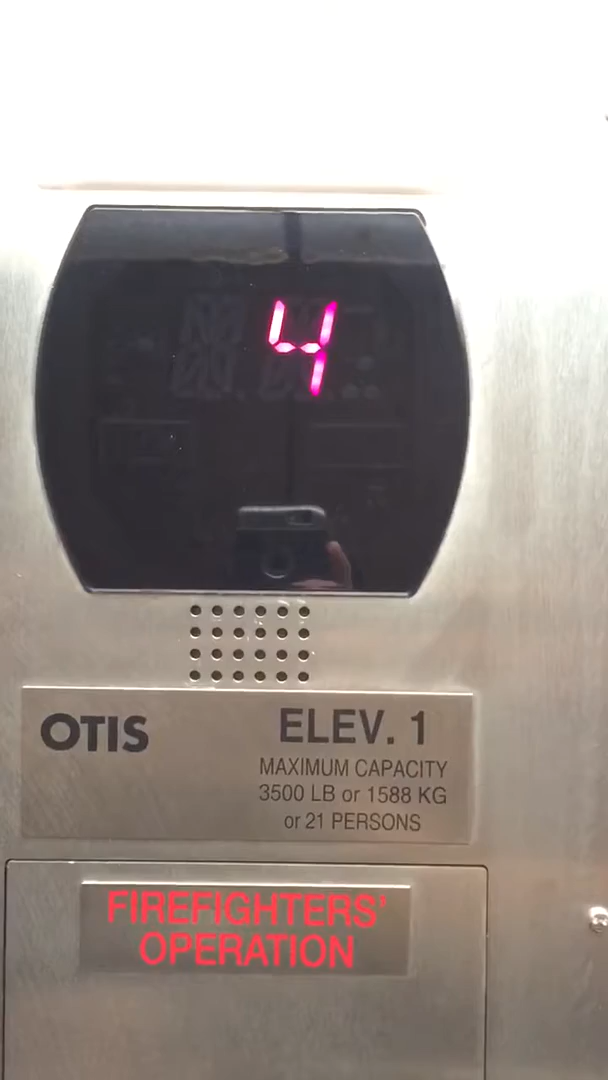 4
OTIS
ELEV. 1
MAXIMUM CAPACITY
3500 LB or 1588 KG
or 21 PERSONS
FIREFIGHTERS'
OPERATION